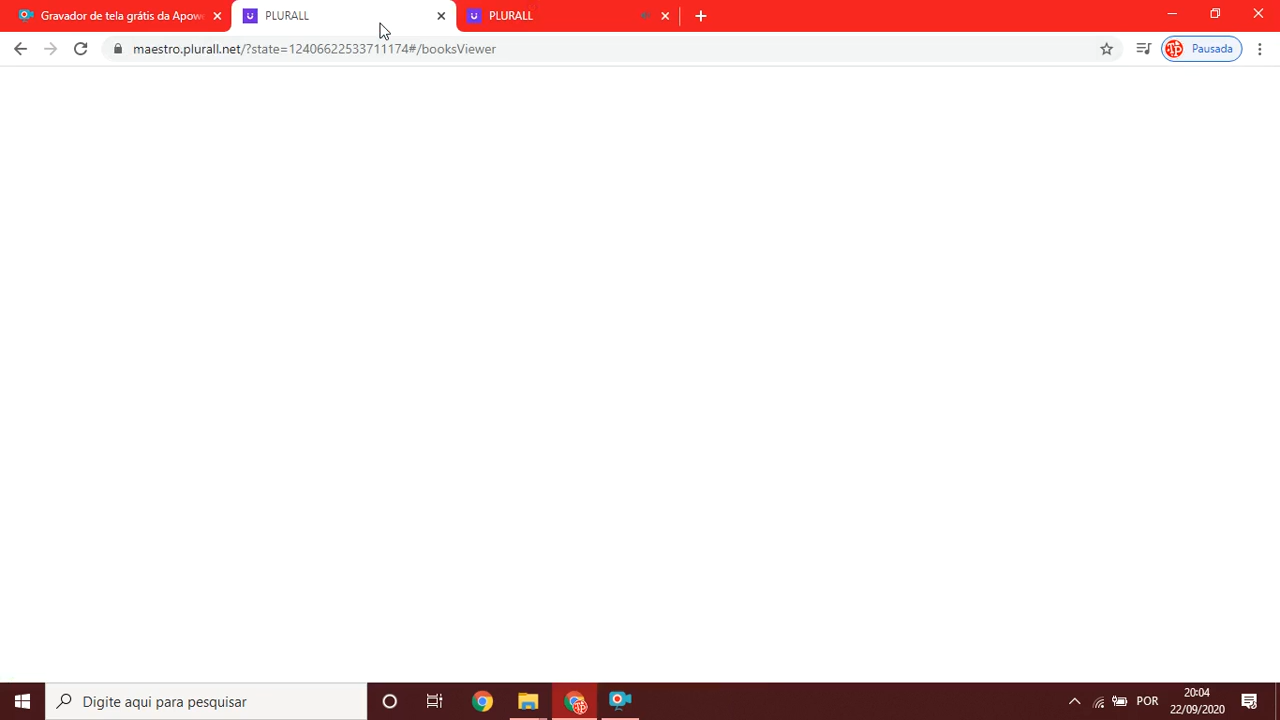 Gravador de tela grátis da Apowe
PLURALL
PLURALL
maestro.plurall.net/?state=12406622533711174#/booksViewer
Pausada
Digite aqui para pesquisar
POR
20:04
22/09/2020